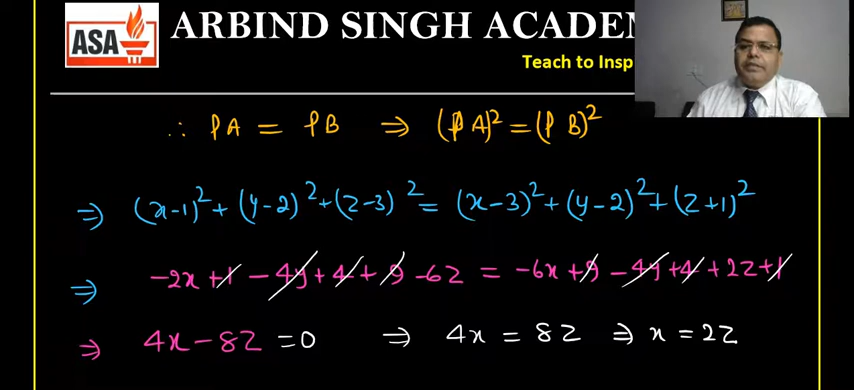 ASA
ARBIND SINGH ACADEM
Teach to Insp
∴ PA = PB ⇒ (PA)² = (PB)²
⇒ (x-1)² + (y-2)² + (z-3)² = (x-3)² + (y-2)² + (z+1)²
⇒ -2x + 1 - 4y + 4 + 9 - 6z = -6x + 9 - 4y + 4 + 2z + 1
⇒ 4x - 8z = 0 ⇒ 4x = 8z ⇒ x = 2z